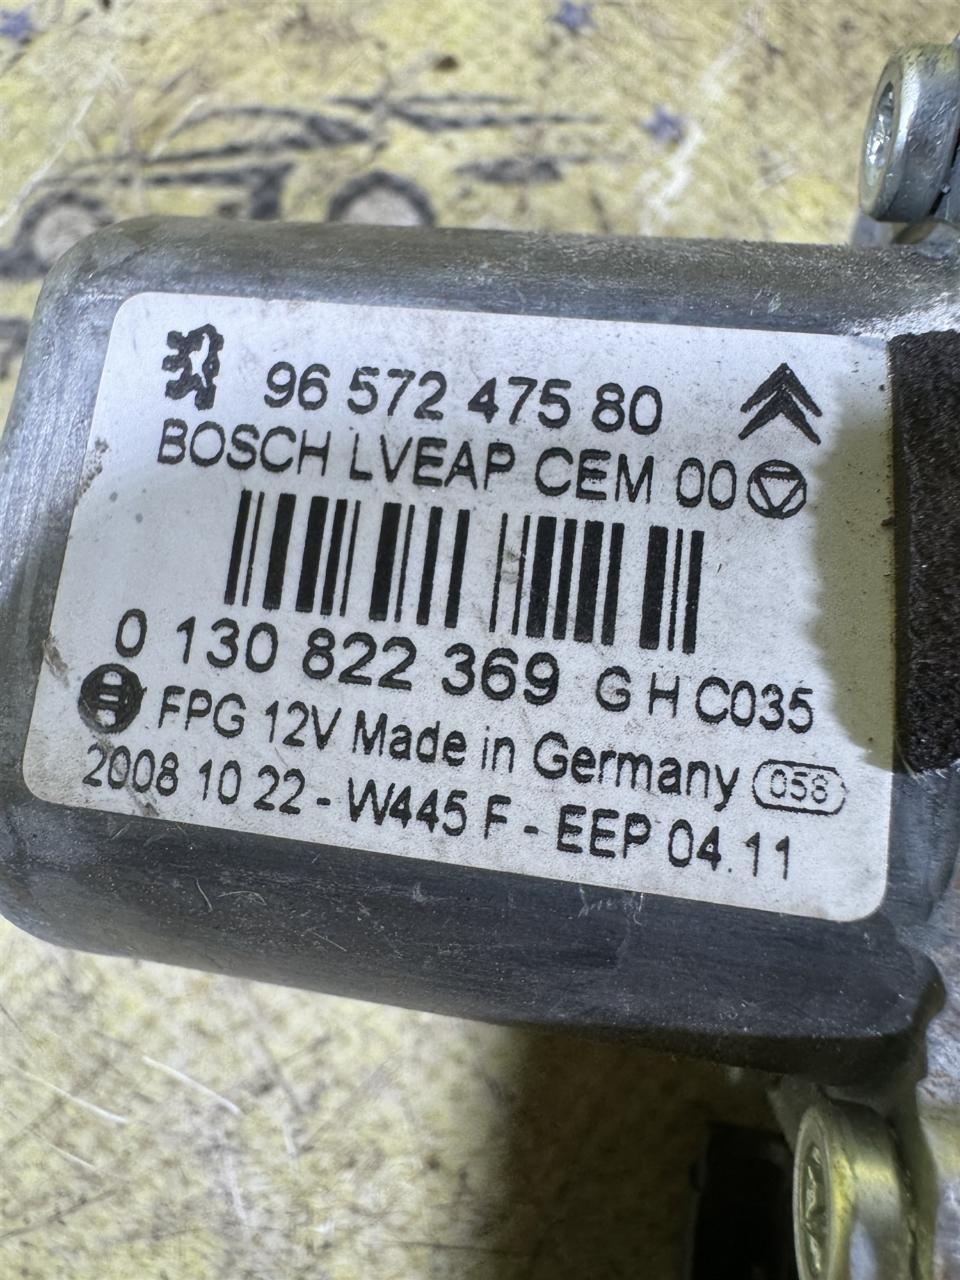 96 572 475 80
BOSCH LVEAP CEM 00
0 130 822 369 G H C035
FPG 12V Made in Germany 058
2008 10 22 - W445 F - EEP 04.11